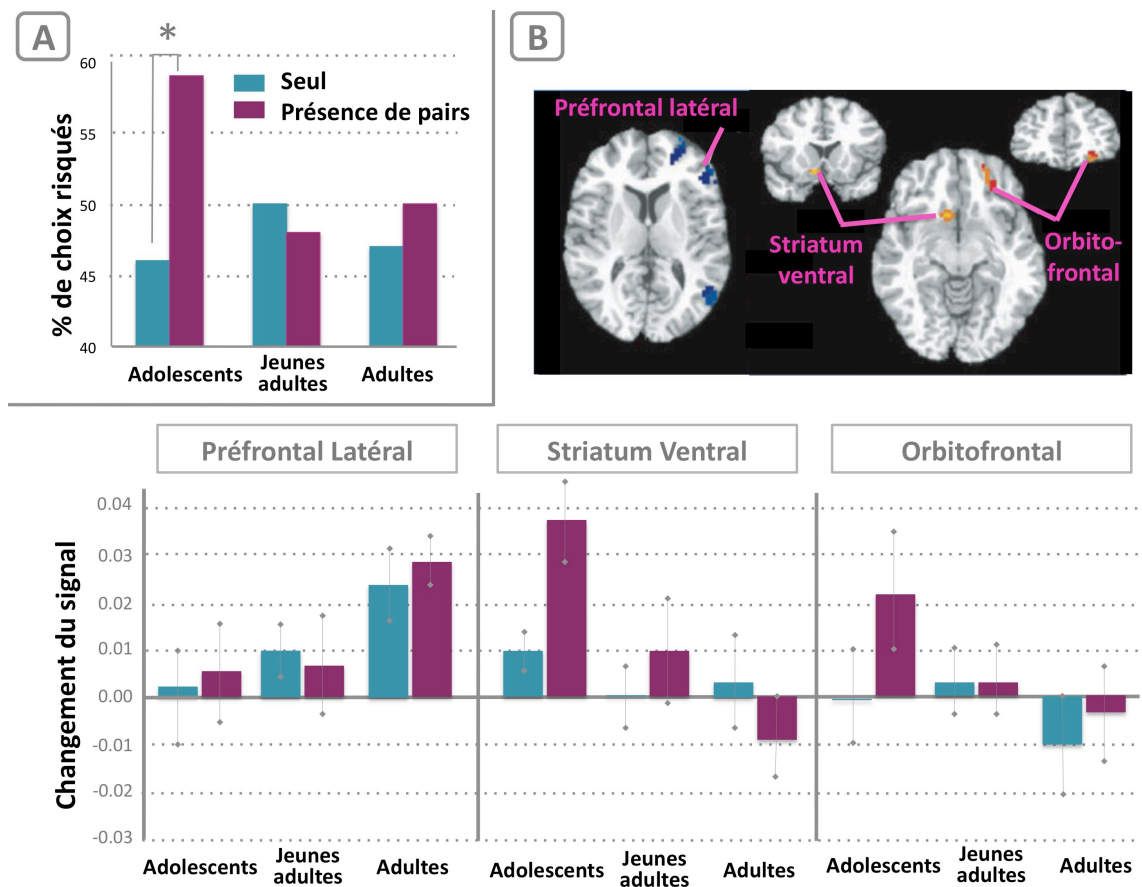 A
*
60
55
50
45
40
% de choix risqués
Seul
Présence de pairs
Adolescents
Jeunes
adultes
Adultes
B
Préfrontal latéral
Striatum
ventral
Orbito-
frontal
Préfrontal Latéral
Striatum Ventral
Orbitofrontal
Changement du signal
0.04
0.03
0.02
0.01
0.00
-0.01
-0.02
-0.03
Adolescents
Jeunes
adultes
Adultes
Adolescents
Jeunes
adultes
Adultes
Adolescents
Jeunes
adultes
Adultes